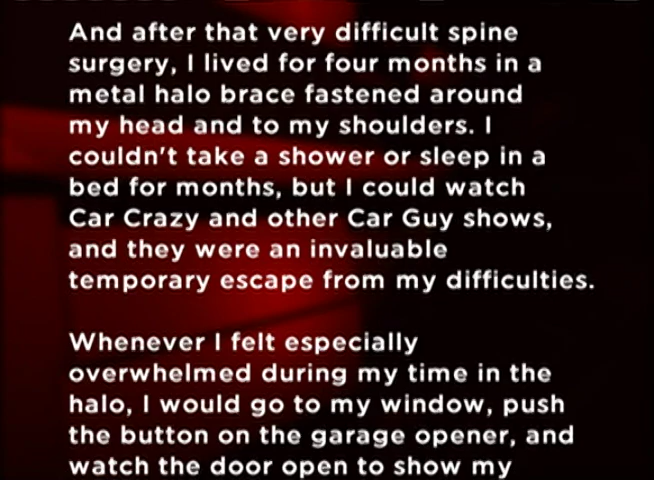 And after that very difficult spine
surgery, I lived for four months in a
metal halo brace fastened around
my head and to my shoulders. I
couldn't take a shower or sleep in a
bed for months, but I could watch
Car Crazy and other Car Guy shows,
and they were an invaluable
temporary escape from my difficulties.
Whenever I felt especially
overwhelmed during my time in the
halo, I would go to my window, push
the button on the garage opener, and
watch the door open to show my